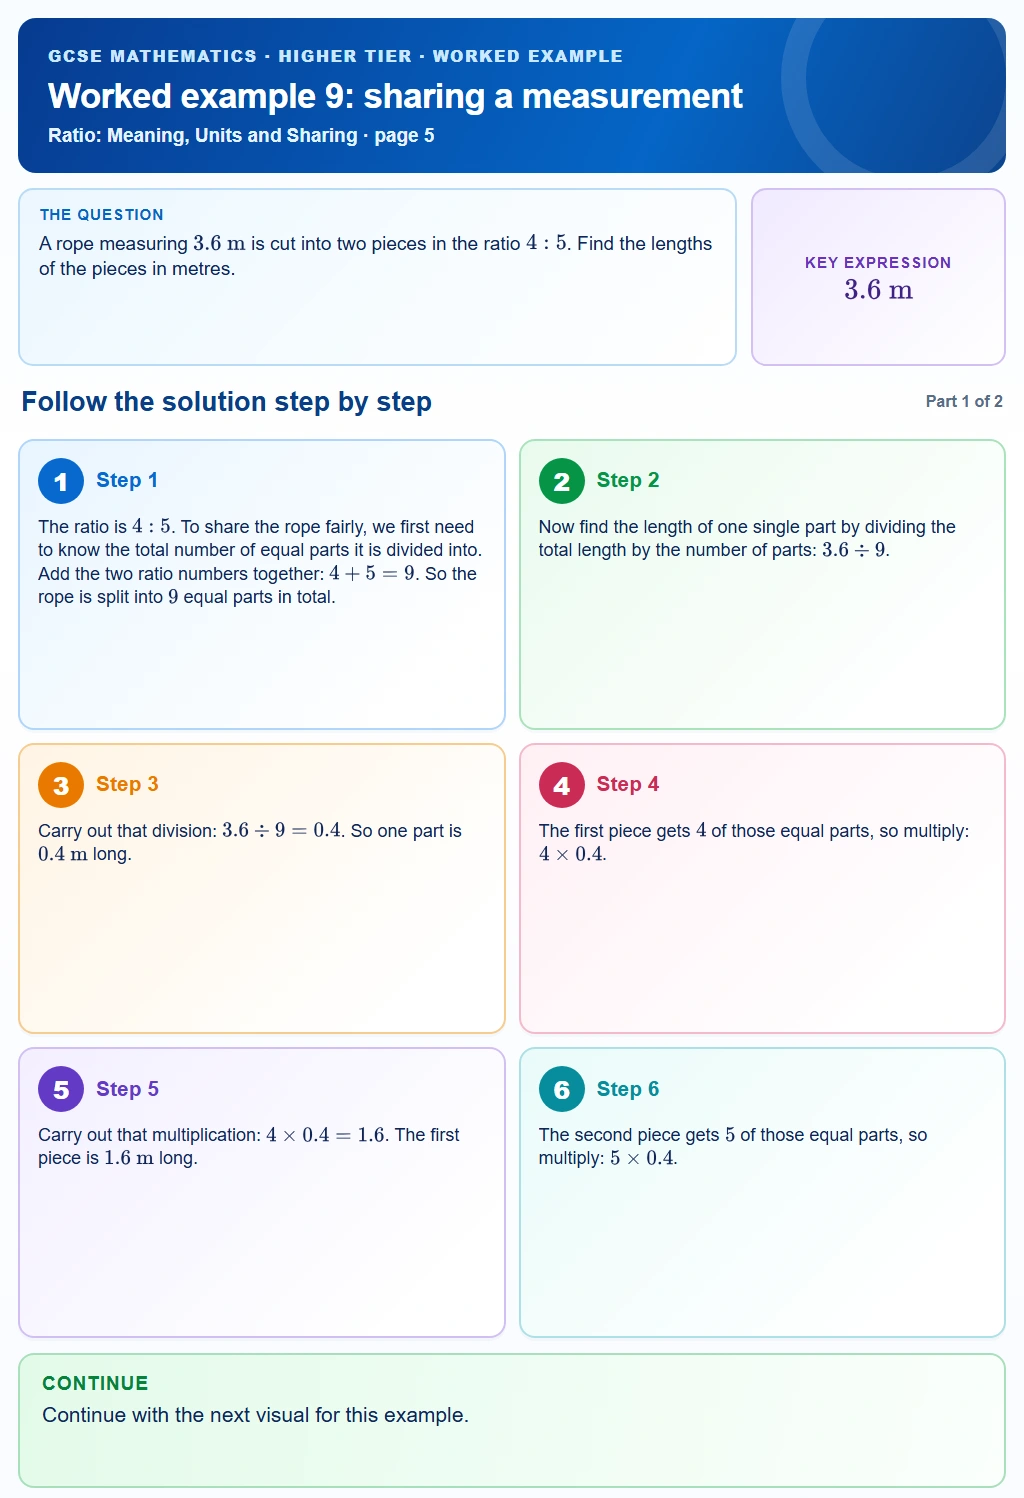 GCSE MATHEMATICS · HIGHER TIER · WORKED EXAMPLE
Worked example 9: sharing a measurement
Ratio: Meaning, Units and Sharing · page 5
THE QUESTION
A rope measuring 3.6 m is cut into two pieces in the ratio 4 : 5. Find the lengths
of the pieces in metres.
KEY EXPRESSION
3.6 m
Follow the solution step by step
Part 1 of 2
1 Step 1
The ratio is 4 : 5. To share the rope fairly, we first need
to know the total number of equal parts it is divided into.
Add the two ratio numbers together: 4 + 5 = 9. So the
rope is split into 9 equal parts in total.
2 Step 2
Now find the length of one single part by dividing the
total length by the number of parts: 3.6 ÷ 9.
3 Step 3
Carry out that division: 3.6 ÷ 9 = 0.4. So one part is
0.4 m long.
4 Step 4
The first piece gets 4 of those equal parts, so multiply:
4 × 0.4.
5 Step 5
Carry out that multiplication: 4 × 0.4 = 1.6. The first
piece is 1.6 m long.
6 Step 6
The second piece gets 5 of those equal parts, so
multiply: 5 × 0.4.
CONTINUE
Continue with the next visual for this example.